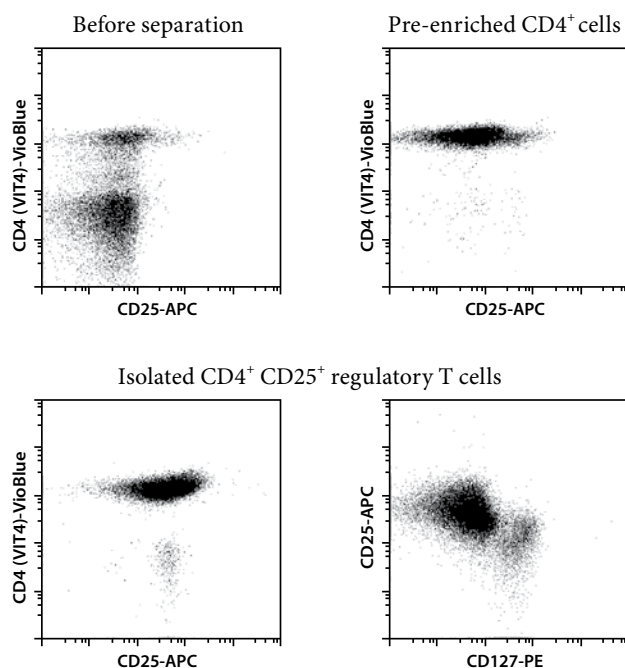 Before separation
Pre-enriched CD4⁺ cells
CD4 (VIT4)-VioBlue
CD25-APC
CD4 (VIT4)-VioBlue
CD25-APC
Isolated CD4⁺ CD25⁺ regulatory T cells
CD4 (VIT4)-VioBlue
CD25-APC
CD25-APC
CD127-PE